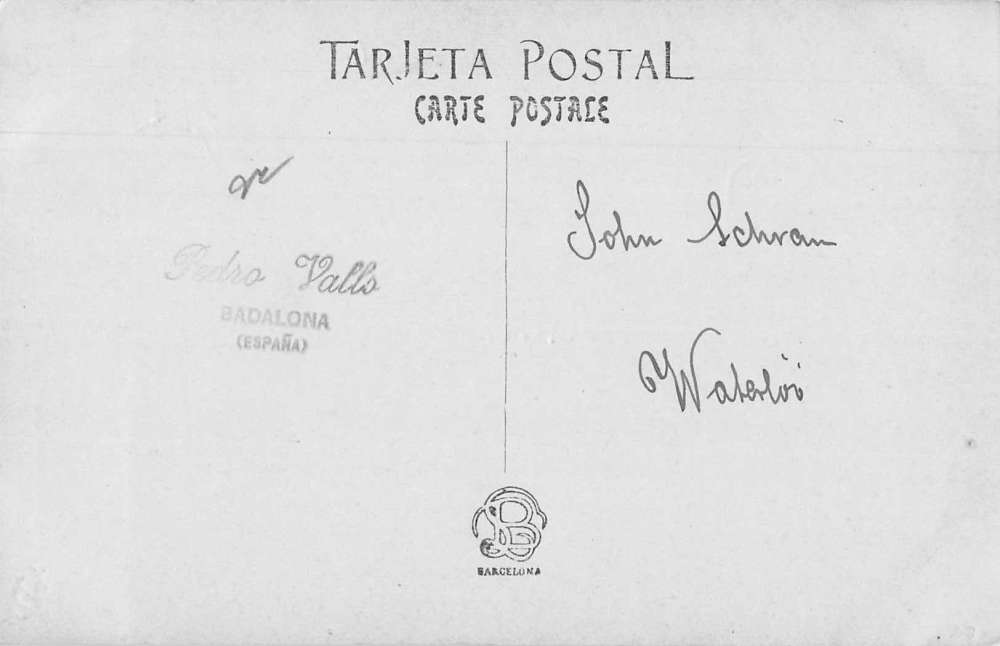 TARJETA POSTAL
CARTE POSTALE
Pedro Valls
BADALONA
(ESPAÑA)
John Schram
Waterloo
BARCELONA